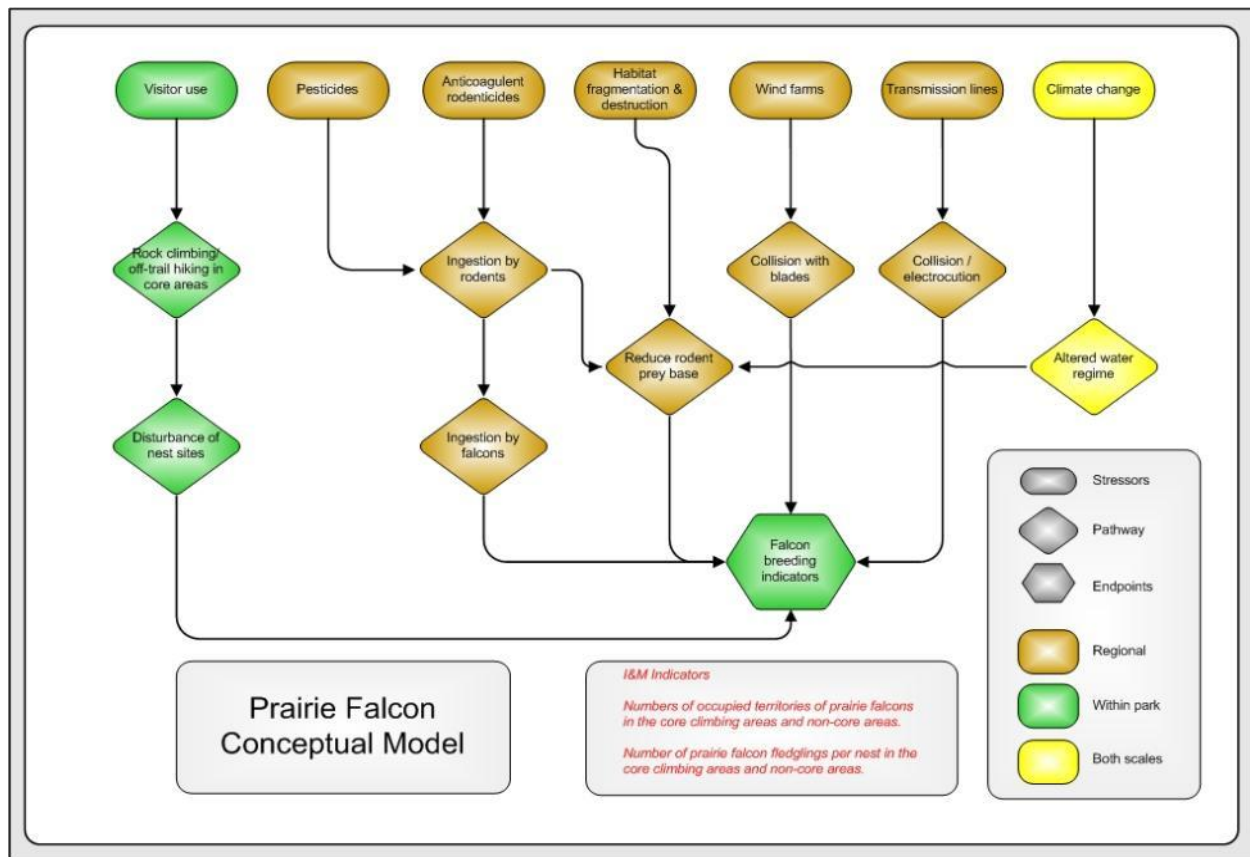 Visitor use
Pesticides
Anticoagulent
rodenticides
Habitat
fragmentation &
destruction
Wind farms
Transmission lines
Climate change
Rock climbing/
off-trail hiking in
core areas
Ingestion by
rodents
Collision with
blades
Collision /
electrocution
Reduce rodent
prey base
Altered water
regime
Disturbance of
nest sites
Ingestion by
falcons
Falcon
breeding
indicators
Stressors
Pathway
Endpoints
Regional
Within park
Both scales
Prairie Falcon
Conceptual Model
I&M Indicators
Numbers of occupied territories of prairie falcons
in the core climbing areas and non-core areas.
Number of prairie falcon fledglings per nest in the
core climbing areas and non-core areas.